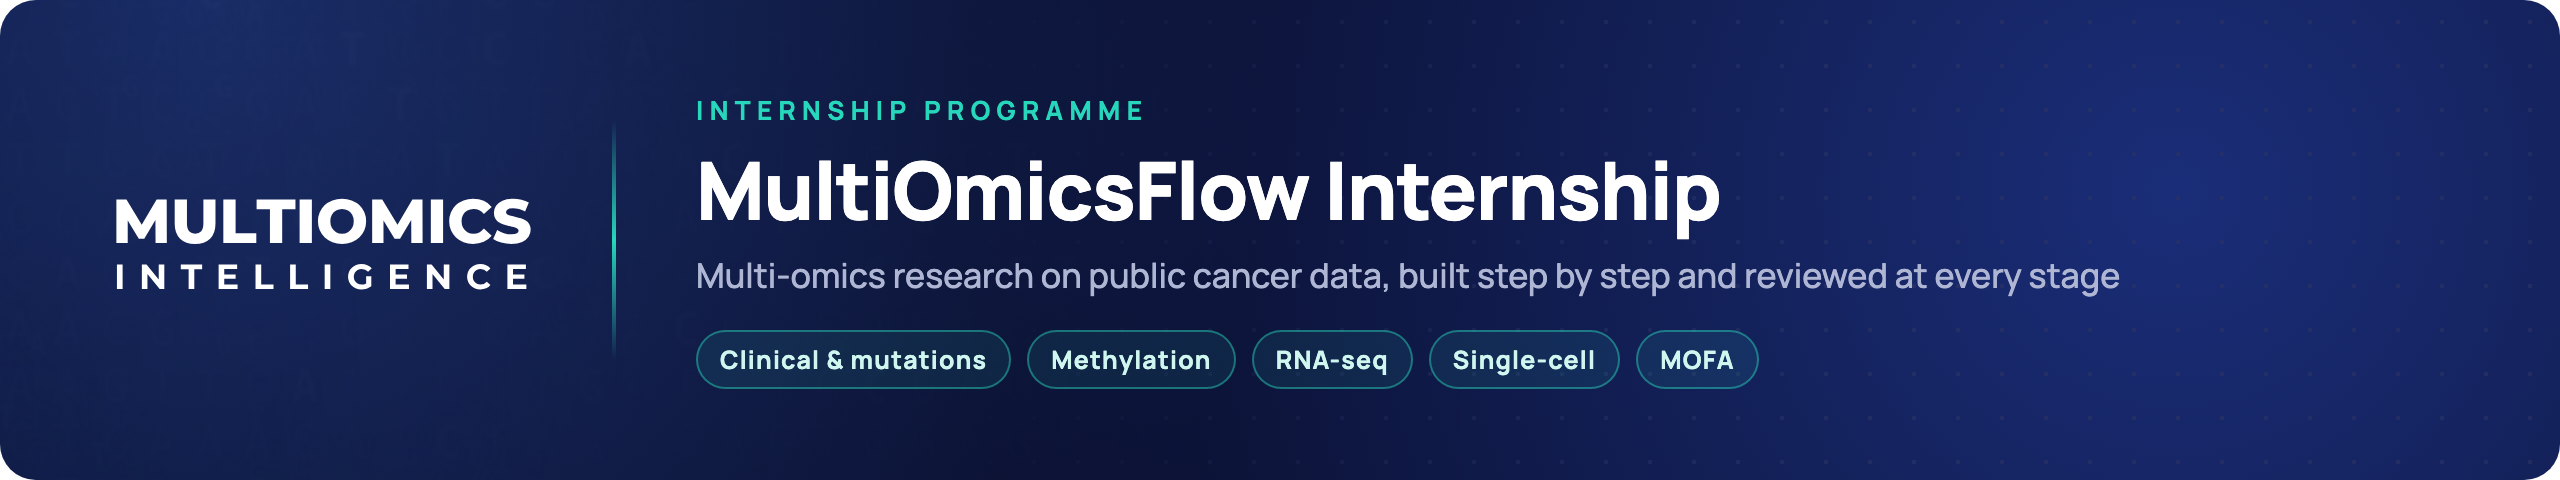 MULTIOMICS
INTELLIGENCE
INTERNSHIP PROGRAMME
MultiOmicsFlow Internship
Multi-omics research on public cancer data, built step by step and reviewed at every stage
Clinical & mutations
Methylation
RNA-seq
Single-cell
MOFA